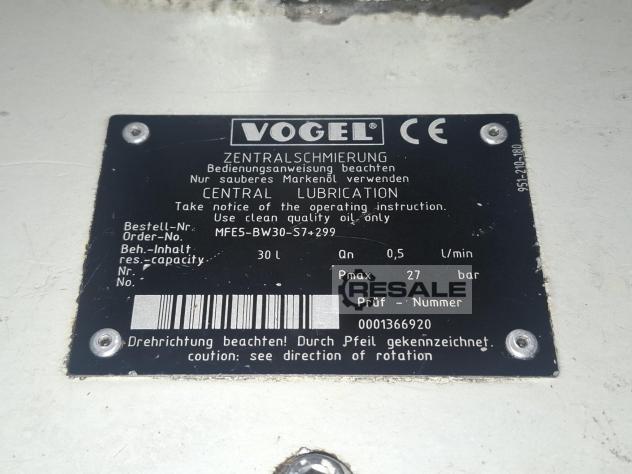 VOGEL® CE
ZENTRALSCHMIERUNG
Bedienungsanweisung beachten
Nur sauberes Markenöl verwenden
CENTRAL LUBRICATION
Take notice of the operating instruction.
Use clean quality oil only
Bestell-Nr.
Order-No. MFE5-BW30-S7+299
Beh.-Inhalt
res.-capacity 30 l Qn 0,5 l/min
Nr.
No. Pmax 27 bar
RESALE
Prüf - Nummer
0001366920
Drehrichtung beachten! Durch Pfeil gekennzeichnet.
caution: see direction of rotation
951-210-180